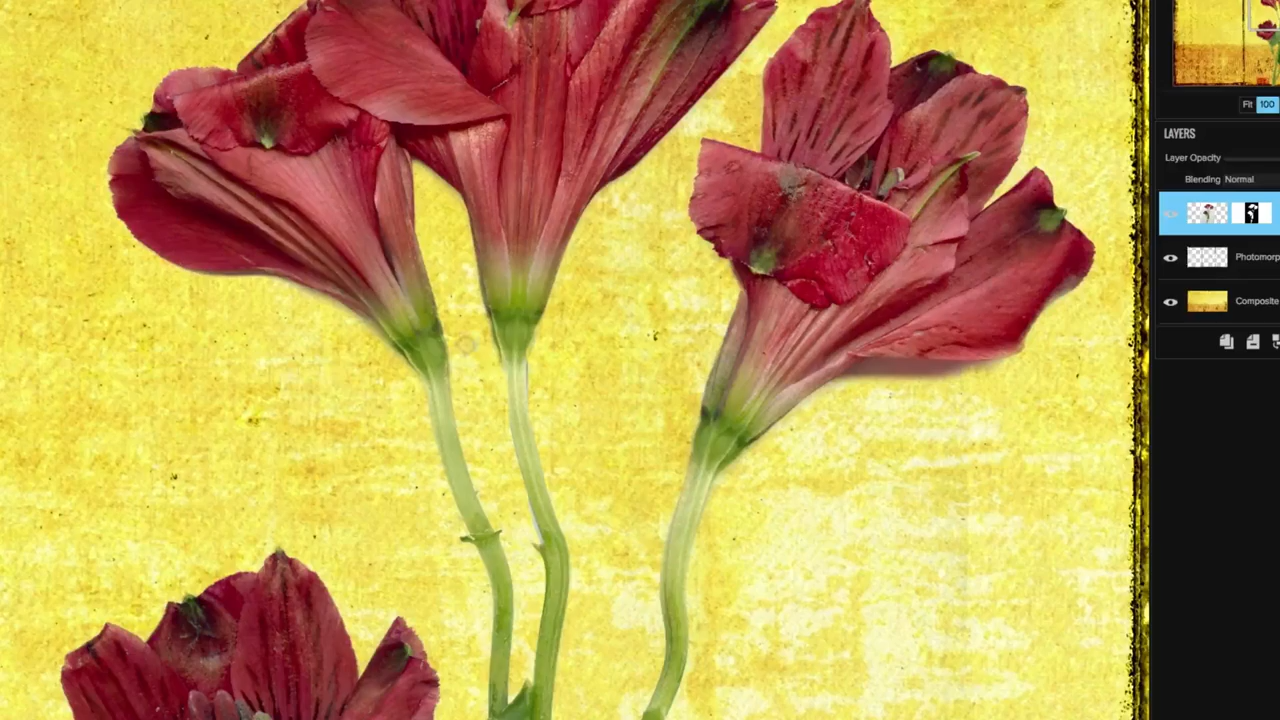 Fit 100
LAYERS
Layer Opacity
Blending Normal
Photomorp
Composite